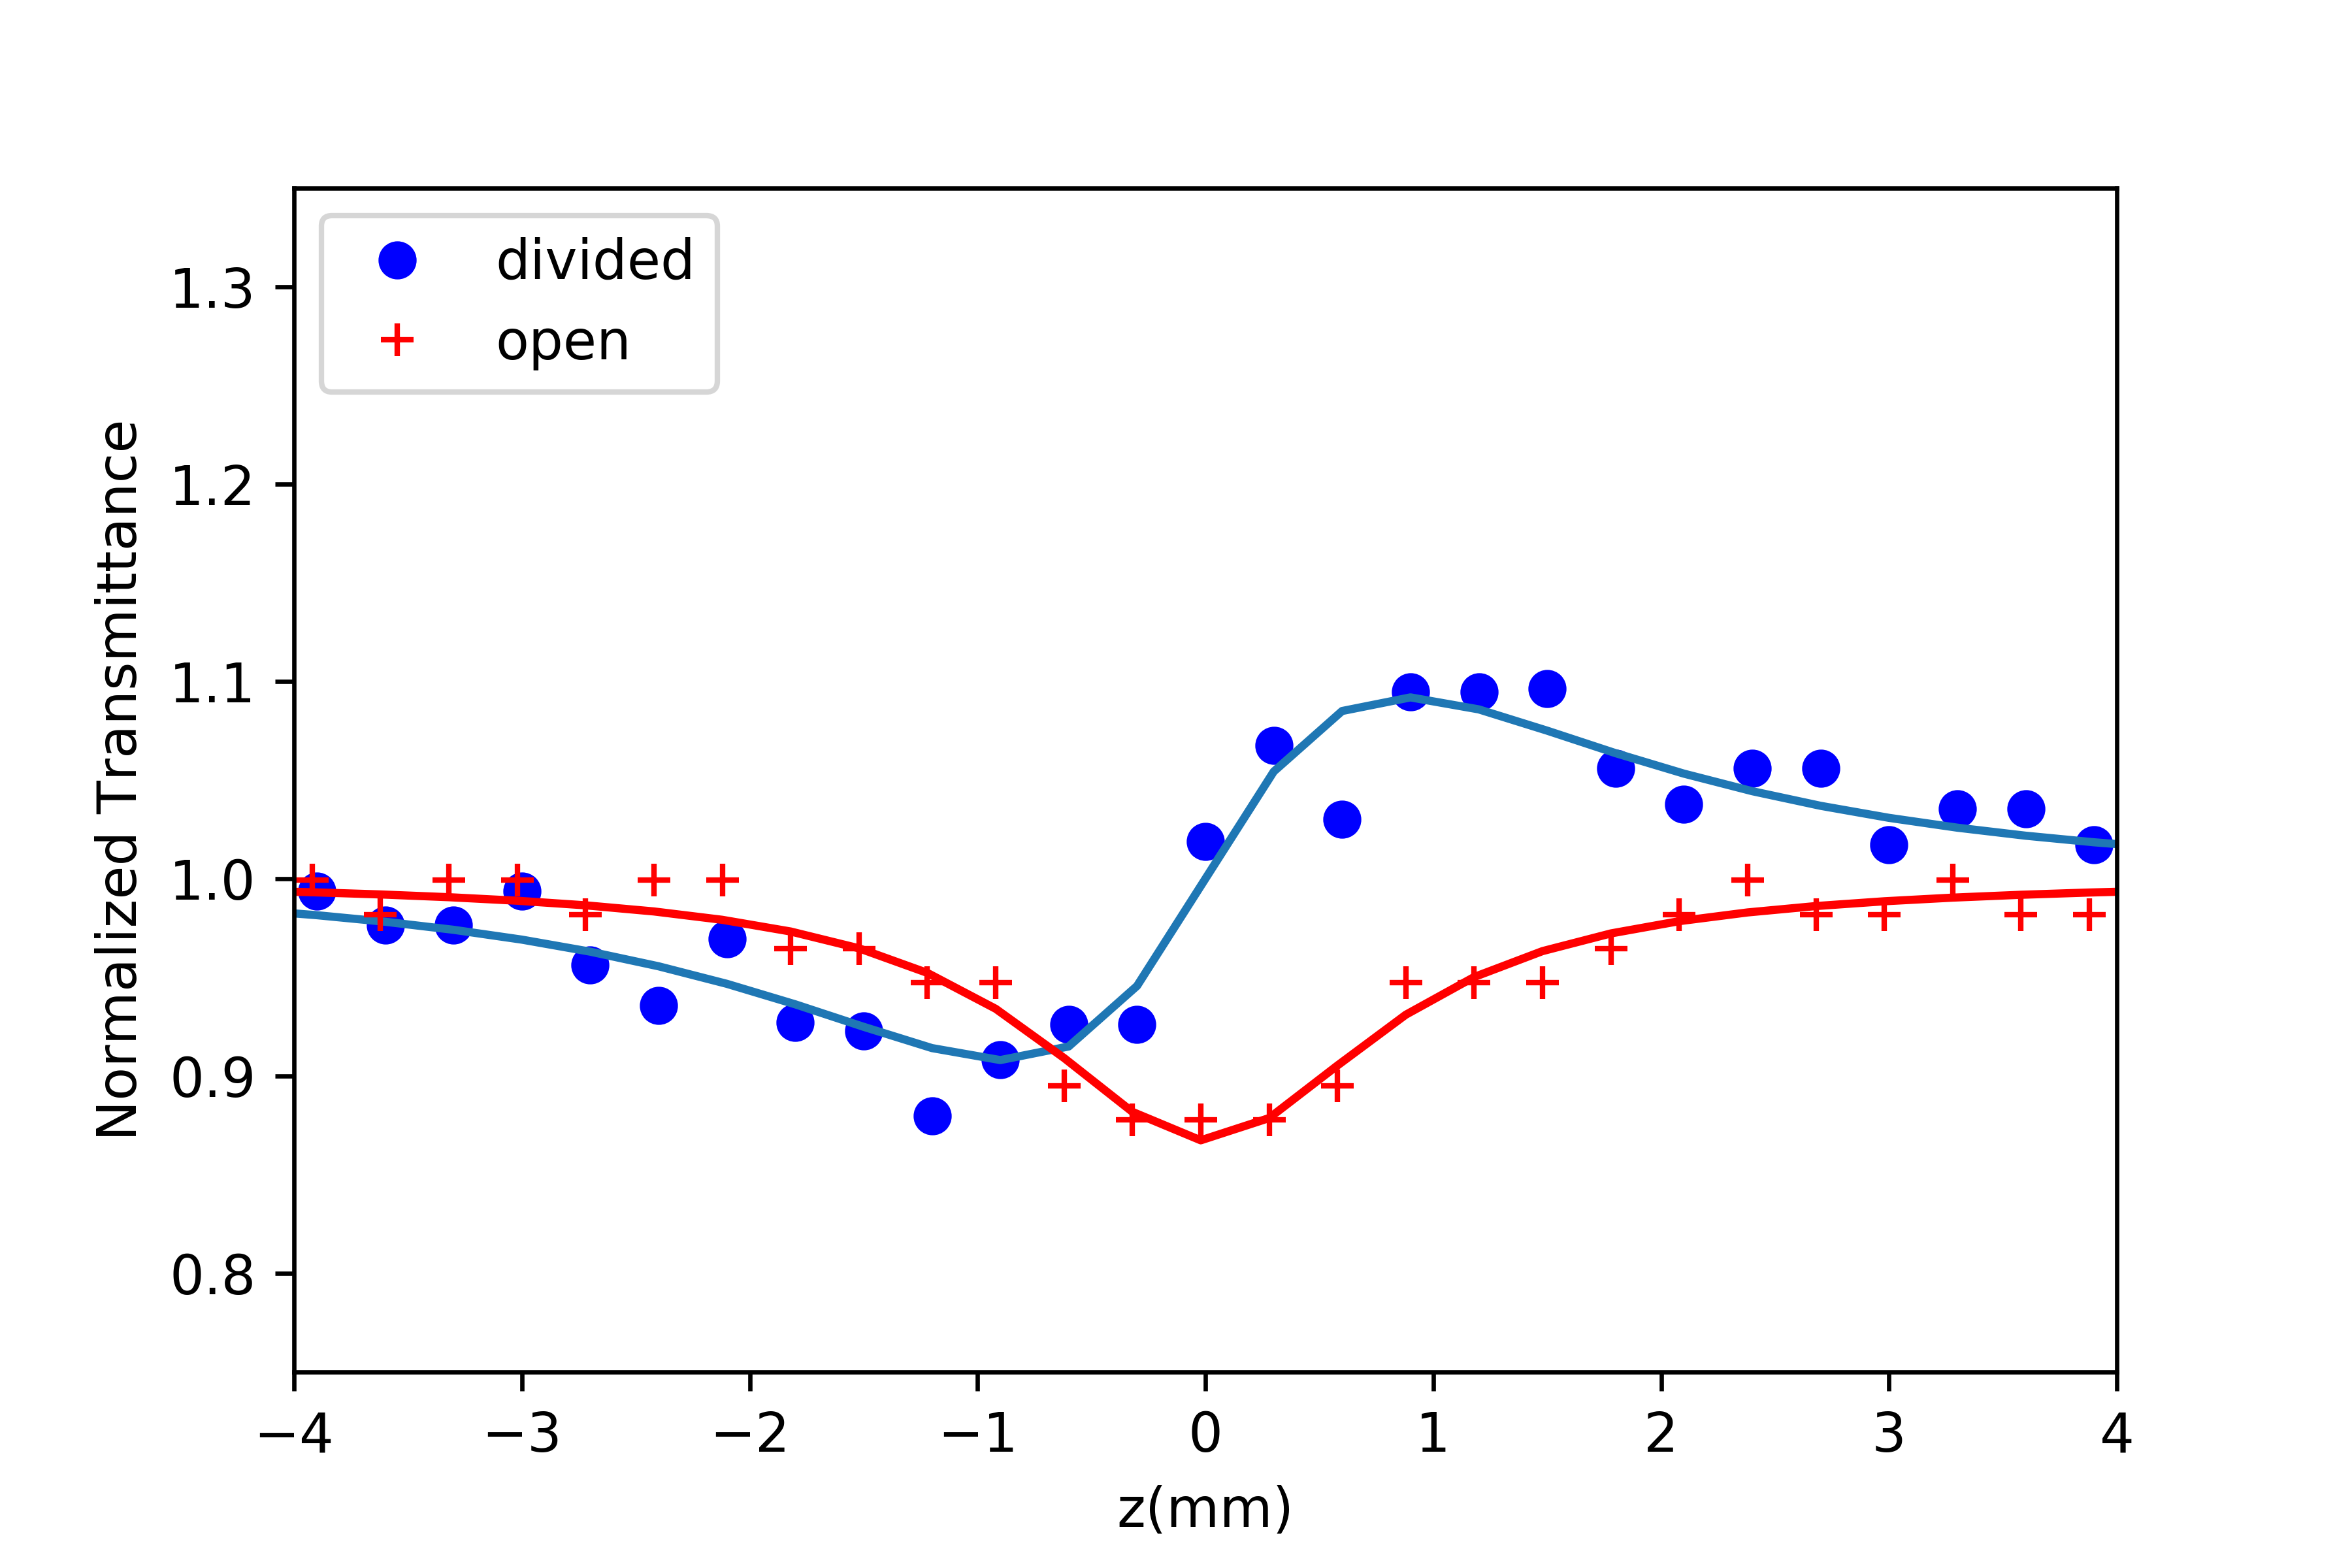 divided
open
Normalized Transmittance
1.3
1.2
1.1
1.0
0.9
0.8
−4 −3 −2 −1 0 1 2 3 4
z(mm)